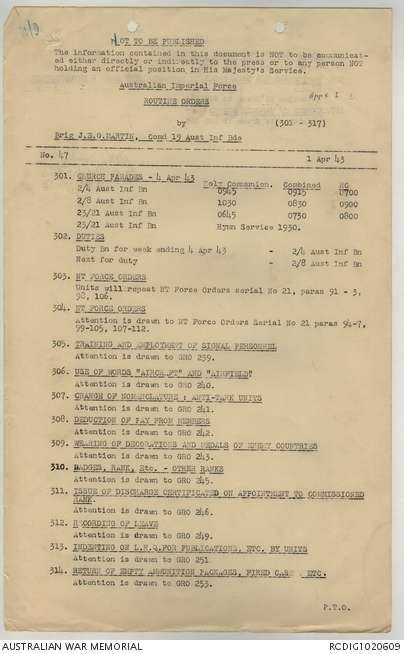 NOT TO BE PUBLISHED
The information contained in this document is NOT to be communicat-
ed either directly or indirectly to the press or to any person NOT
holding an official position in His Majesty's Service.
Australian Imperial Force
Appx I
ROUTINE ORDERS
by (301 - 317)
Brig J.E.G.MARTIN, Comd 19 Aust Inf Bde
No. 47 1 Apr 43
301. CHURCH PARADES - 4 Apr 43
Holy Communion. Combined RC
2/4 Aust Inf Bn 0545 0915 0700
2/8 Aust Inf Bn 1030 0830 0900
23/21 Aust Inf Bn 0645 0730 0800
23/21 Aust Inf Bn Hymn Service 1930.
302. DUTIES
Duty Bn for week ending 4 Apr 43 - 2/4 Aust Inf Bn
Next for duty - 2/8 Aust Inf Bn
303. NT FORCE ORDERS
Units will repeat NT Force Orders serial No 21, paras 91 - 3,
98, 106.
304. NT FORCE ORDERS
Attention is drawn to NT Force Orders Serial No 21 paras 94-7,
99-105, 107-112.
305. TRAINING AND EMPLOYMENT OF SIGNAL PERSONNEL
Attention is drawn to GRO 239.
306. USE OF WORDS "AIRCRAFT" AND "AIRFIELD"
Attention is drawn to GRO 240.
307. CHANGE OF NOMENCLATURE : ANTI-TANK UNITS
Attention is drawn to GRO 241.
308. DEDUCTION OF PAY FROM MEMBERS
Attention is drawn to GRO 242.
309. WEARING OF DECORATIONS AND MEDALS OF ENEMY COUNTRIES
Attention is drawn to GRO 243.
310. BADGES, RANK, Etc. - OTHER RANKS
Attention is drawn to GRO 245.
311. ISSUE OF DISCHARGE CERTIFICATES ON APPOINTMENT TO COMMISSIONED
RANK.
Attention is drawn to GRO 246.
312. RECORDING OF LEAVE
Attention is drawn to GRO 249.
313. INDENTING ON L.H.Q. FOR PUBLICATIONS, ETC. BY UNITS
Attention is drawn to GRO 251.
314. RETURN OF EMPTY AMMUNITION PACKAGES, FIRED CASES ETC.
Attention is drawn to GRO 253.
P.T.O.
AUSTRALIAN WAR MEMORIAL RCDIG1020609